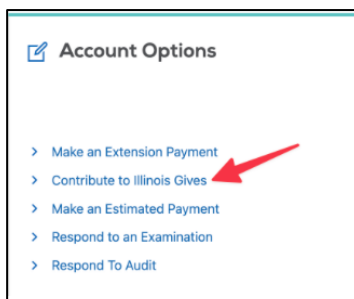 Account Options
Make an Extension Payment
Contribute to Illinois Gives
Make an Estimated Payment
Respond to an Examination
Respond To Audit